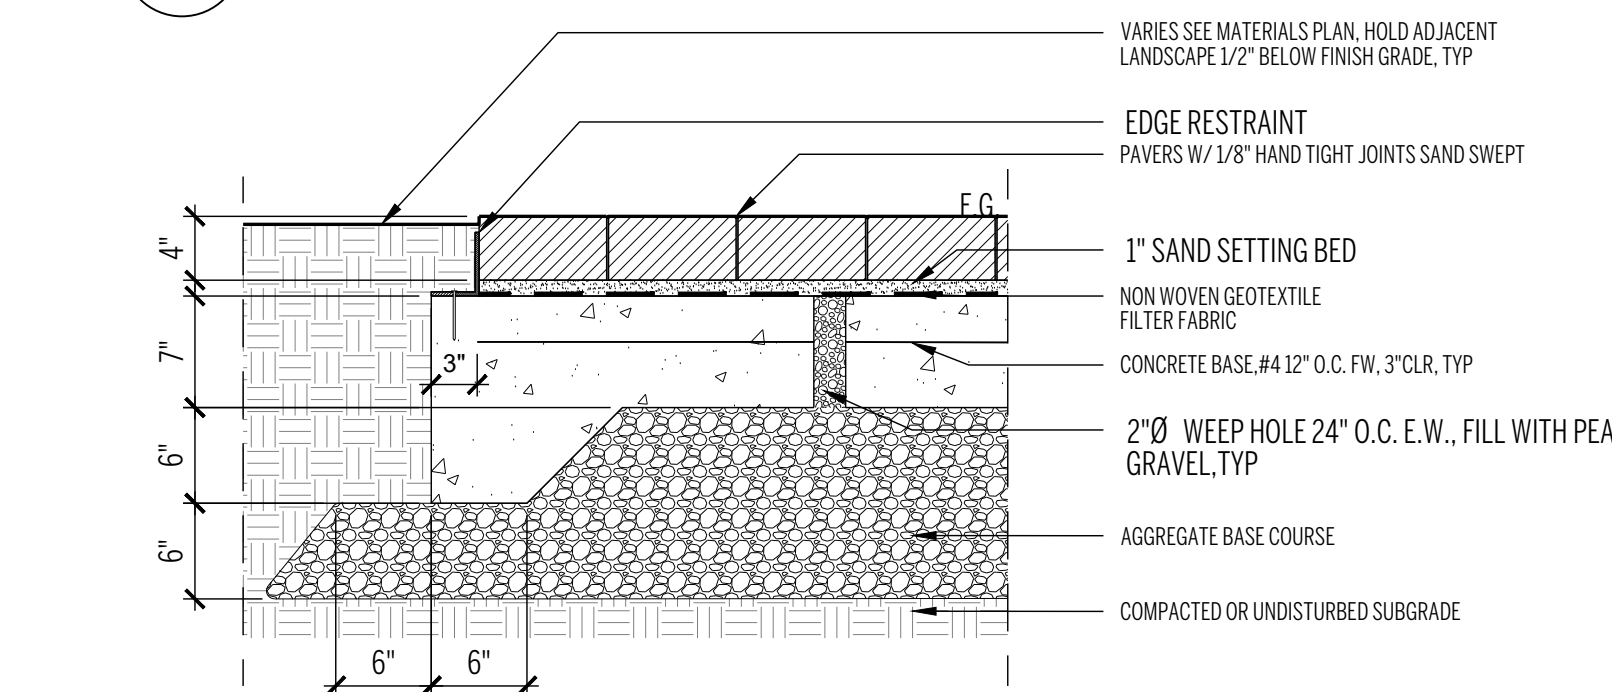 VARIES SEE MATERIALS PLAN, HOLD ADJACENT
LANDSCAPE 1/2" BELOW FINISH GRADE, TYP
EDGE RESTRAINT
PAVERS W/ 1/8" HAND TIGHT JOINTS SAND SWEPT
F.G.
4"
1" SAND SETTING BED
NON WOVEN GEOTEXTILE
FILTER FABRIC
7"
3"
CONCRETE BASE,#4 12" O.C. FW, 3"CLR, TYP
6"
2"Ø WEEP HOLE 24" O.C. E.W., FILL WITH PEA
GRAVEL,TYP
6"
AGGREGATE BASE COURSE
COMPACTED OR UNDISTURBED SUBGRADE
6"
6"